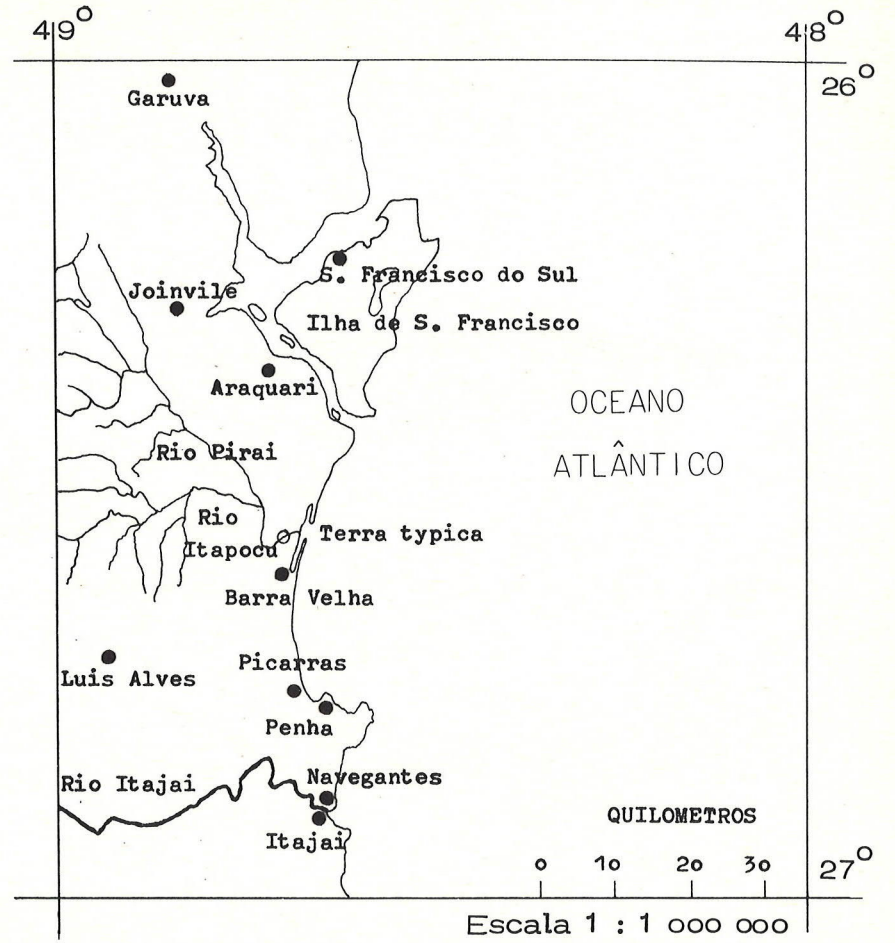 49° 48°
26°
Garuva
S. Francisco do Sul
Joinvile
Ilha de S. Francisco
Araquari
OCEANO
ATLÂNTICO
Rio Pirai
Rio
Itapocu
Terra typica
Barra Velha
Picarras
Luis Alves
Penha
Rio Itajai
Navegantes
QUILOMETROS
Itajai
0 10 20 30
27°
Escala 1 : 1 000 000